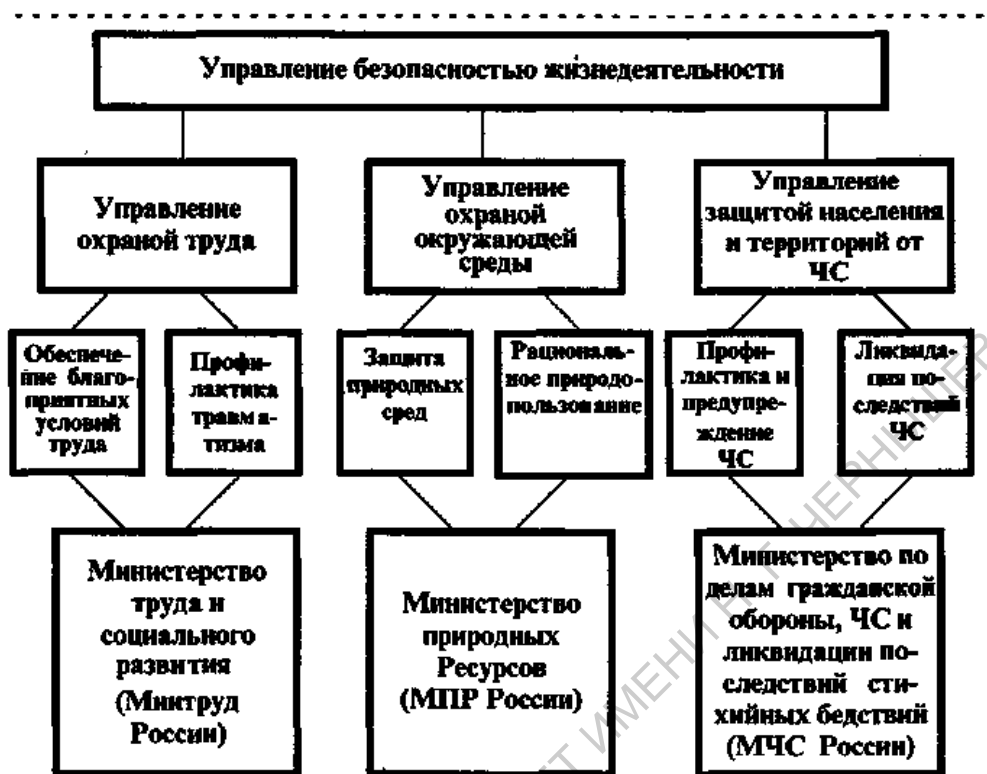 Управление безопасностью жизнедеятельности
Управление
охраной труда
Управление
охраной
окружающей
среды
Управление
защитой населения
и территорий от
ЧС
Обеспече-
ние благо-
приятных
условий
труда
Профи-
лактика
травма-
тизма
Защита
природных
сред
Рациональ-
ное природо-
пользование
Профи-
лактика и
предупре-
ждение
ЧС
Ликвида-
ция по-
следствий
ЧС
Министерство
труда и
социального
развития
(Минтруд
России)
Министерство
природных
Ресурсов
(МПР России)
Министерство по
делам гражданской
обороны, ЧС и
ликвидации по-
следствий сти-
хийных бедствий
(МЧС России)
ИМЕНИ Н. Г. ЧЕРНЫШЕР